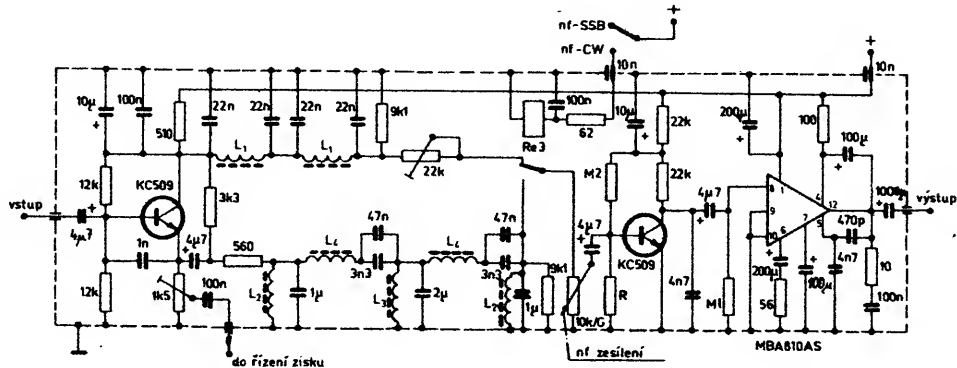 nf-SSB
+
nf-CW
10n
+
10n
10µ
100n
510
22n
22n
22n
22n
9k1
Re3
100n
62
10µ
22k
200µ
100
100µ
L1
L1
22k
12k
KC509
3k3
M2
22k
4µ7
8
1
4
12
9
10
6
7
5
vstup
4µ7
47n
47n
4µ7
KC509
470p
výstup
1n
4µ7
560
L4
3n3
L4
3n3
9k1
4n7
200µ
100µ
4n7
10
12k
1k5
100n
L2
1µ
L3
2µ
L2
1µ
10k/G
R
M1
56
100n
MBA810AS
do řízení zisku
nf zesílení